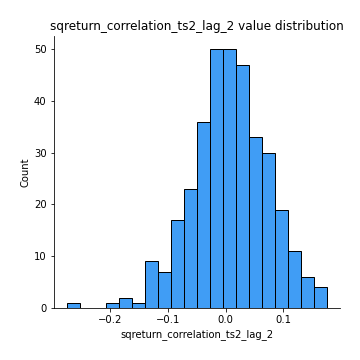 sqreturn_correlation_ts2_lag_2 value distribution
50
40
30
20
10
0
Count
−0.2 −0.1 0.0 0.1
sqreturn_correlation_ts2_lag_2